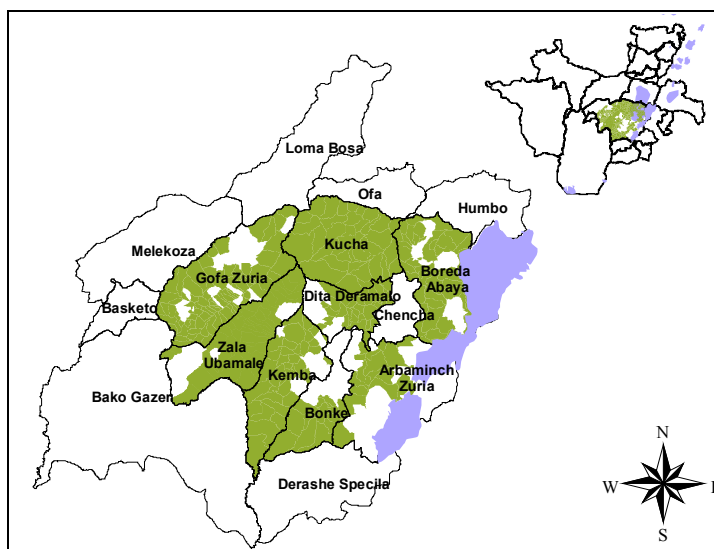 Loma Bosa
Ofa
Humbo
Melekoza
Kucha
Gofa Zuria
Boreda
Abaya
Basketo
Dita Deramalo
Chencha
Zala
Ubamale
Kemba
Arbaminch
Zuria
Bako Gazer
Bonke
Derashe Specila
N
W
E
S